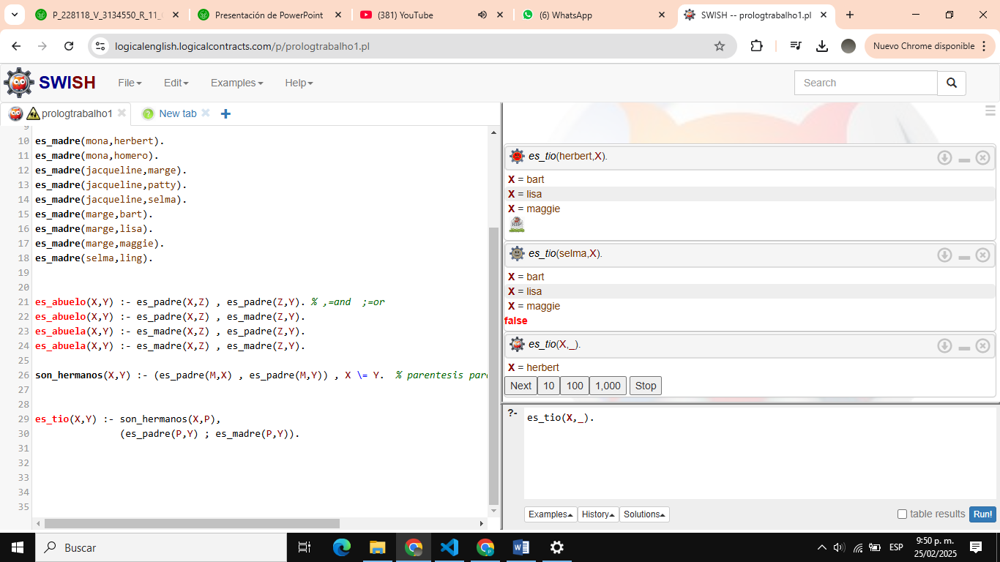 P_228118_V_3134550_R_11_
Presentación de PowerPoint
(381) YouTube
(6) WhatsApp
SWISH -- prologtrabalho1.pl
logicalenglish.logicalcontracts.com/p/prologtrabalho1.pl
Nuevo Chrome disponible
SWISH
File
Edit
Examples
Help
Search
prologtrabalho1
New tab
9
10 es_madre(mona,herbert).
11 es_madre(mona,homero).
12 es_madre(jacqueline,marge).
13 es_madre(jacqueline,patty).
14 es_madre(jacqueline,selma).
15 es_madre(marge,bart).
16 es_madre(marge,lisa).
17 es_madre(marge,maggie).
18 es_madre(selma,ling).
19
20
21 es_abuelo(X,Y) :- es_padre(X,Z) , es_padre(Z,Y). % ,=and  ;=or
22 es_abuelo(X,Y) :- es_padre(X,Z) , es_madre(Z,Y).
23 es_abuela(X,Y) :- es_madre(X,Z) , es_padre(Z,Y).
24 es_abuela(X,Y) :- es_madre(X,Z) , es_madre(Z,Y).
25
26 son_hermanos(X,Y) :- (es_padre(M,X) , es_padre(M,Y)) , X \= Y.  % parentesis par
27
28
29 es_tio(X,Y) :- son_hermanos(X,P),
30 (es_padre(P,Y) ; es_madre(P,Y)).
31
32
33
34
35
es_tio(herbert,X).
X = bart
X = lisa
X = maggie
RIP
es_tio(selma,X).
X = bart
X = lisa
X = maggie
false
es_tio(X,_).
X = herbert
Next 10 100 1,000 Stop
?- es_tio(X,_).
Examples History Solutions
table results Run!
Buscar
ESP
9:50 p. m.
25/02/2025